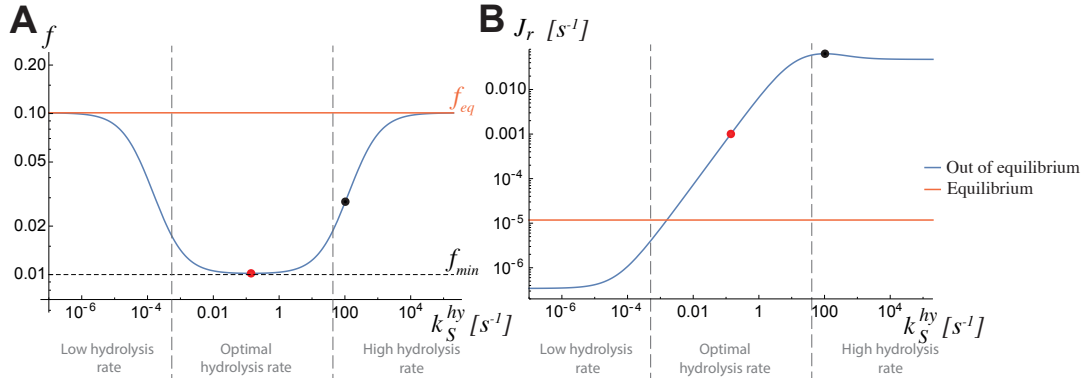 A
f
0.20
0.10
0.05
0.02
0.01
f_eq
f_min
10^-6
10^-4
0.01
1
100
10^4
k_S^hy [s^-1]
Low hydrolysis
rate
Optimal
hydrolysis rate
High hydrolysis
rate
B
J_r [s^-1]
0.010
0.001
10^-4
10^-5
10^-6
10^-6
10^-4
0.01
1
100
10^4
k_S^hy [s^-1]
Low hydrolysis
rate
Optimal
hydrolysis rate
High hydrolysis
rate
Out of equilibrium
Equilibrium